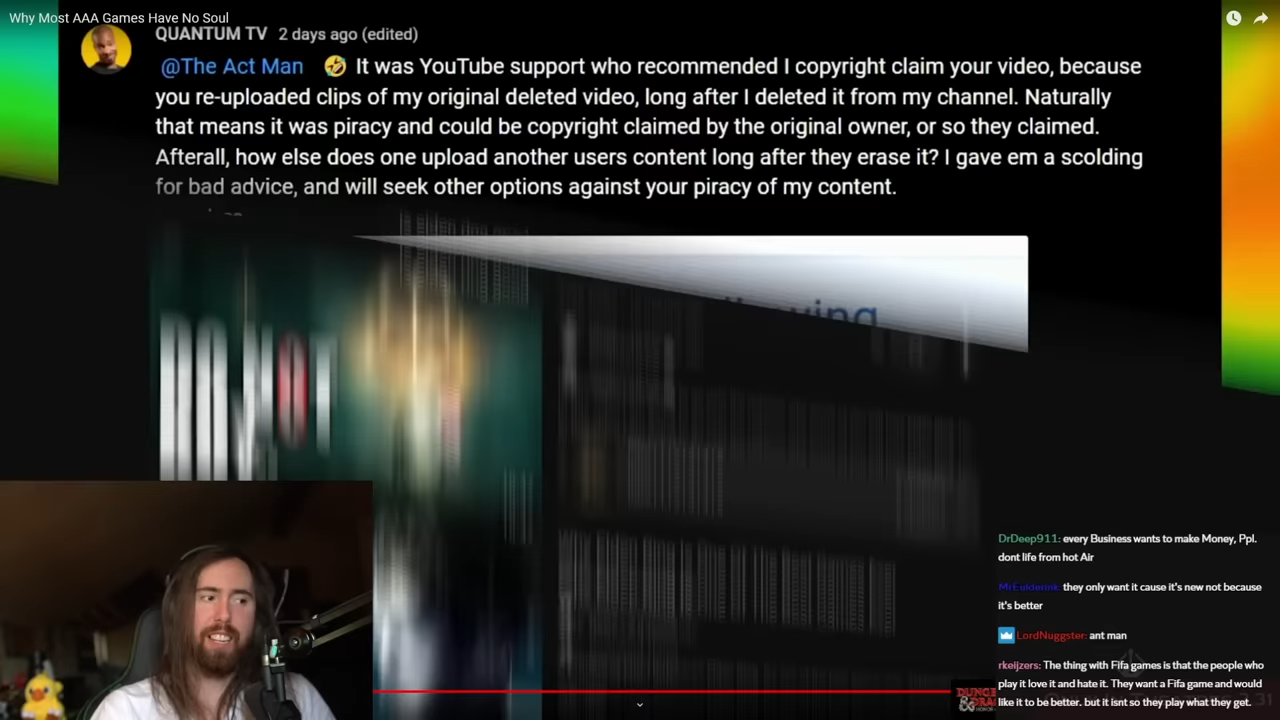 Why Most AAA Games Have No Soul
QUANTUM TV 2 days ago (edited)
@The Act Man 🤣 It was YouTube support who recommended I copyright claim your video, because
you re-uploaded clips of my original deleted video, long after I deleted it from my channel. Naturally
that means it was piracy and could be copyright claimed by the original owner, or so they claimed.
Afterall, how else does one upload another users content long after they erase it? I gave em a scolding
for bad advice, and will seek other options against your piracy of my content.
DrDeep911: every Business wants to make Money, Ppl.
dont life from hot Air
they only want it cause it's new not because
it's better
LordNuggster: ant man
rkeijzers: The thing with Fifa games is that the people who
play it love it and hate it. They want a Fifa game and would
like it to be better. but it isnt so they play what they get.